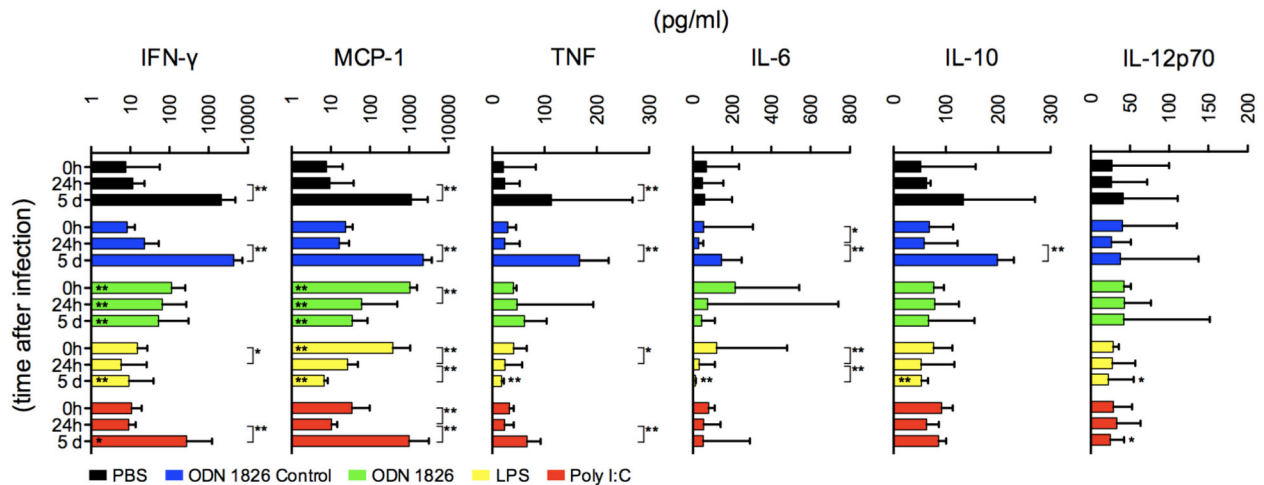 (pg/ml)
IFN-γ MCP-1 TNF IL-6 IL-10 IL-12p70
1 10 100 1000 10000 1 10 100 1000 10000 0 100 200 300 0 200 400 600 800 0 100 200 300 0 50 100 150 200
(time after infection)
0h
24h ** ** **
5 d
0h *
24h ** ** ** ** **
5 d
0h ** ** **
24h ** **
5 d ** **
0h * ** ** * **
24h ** **
5 d ** ** ** ** ** *
0h **
24h ** ** **
5 d * *
PBS ODN 1826 Control ODN 1826 LPS Poly I:C